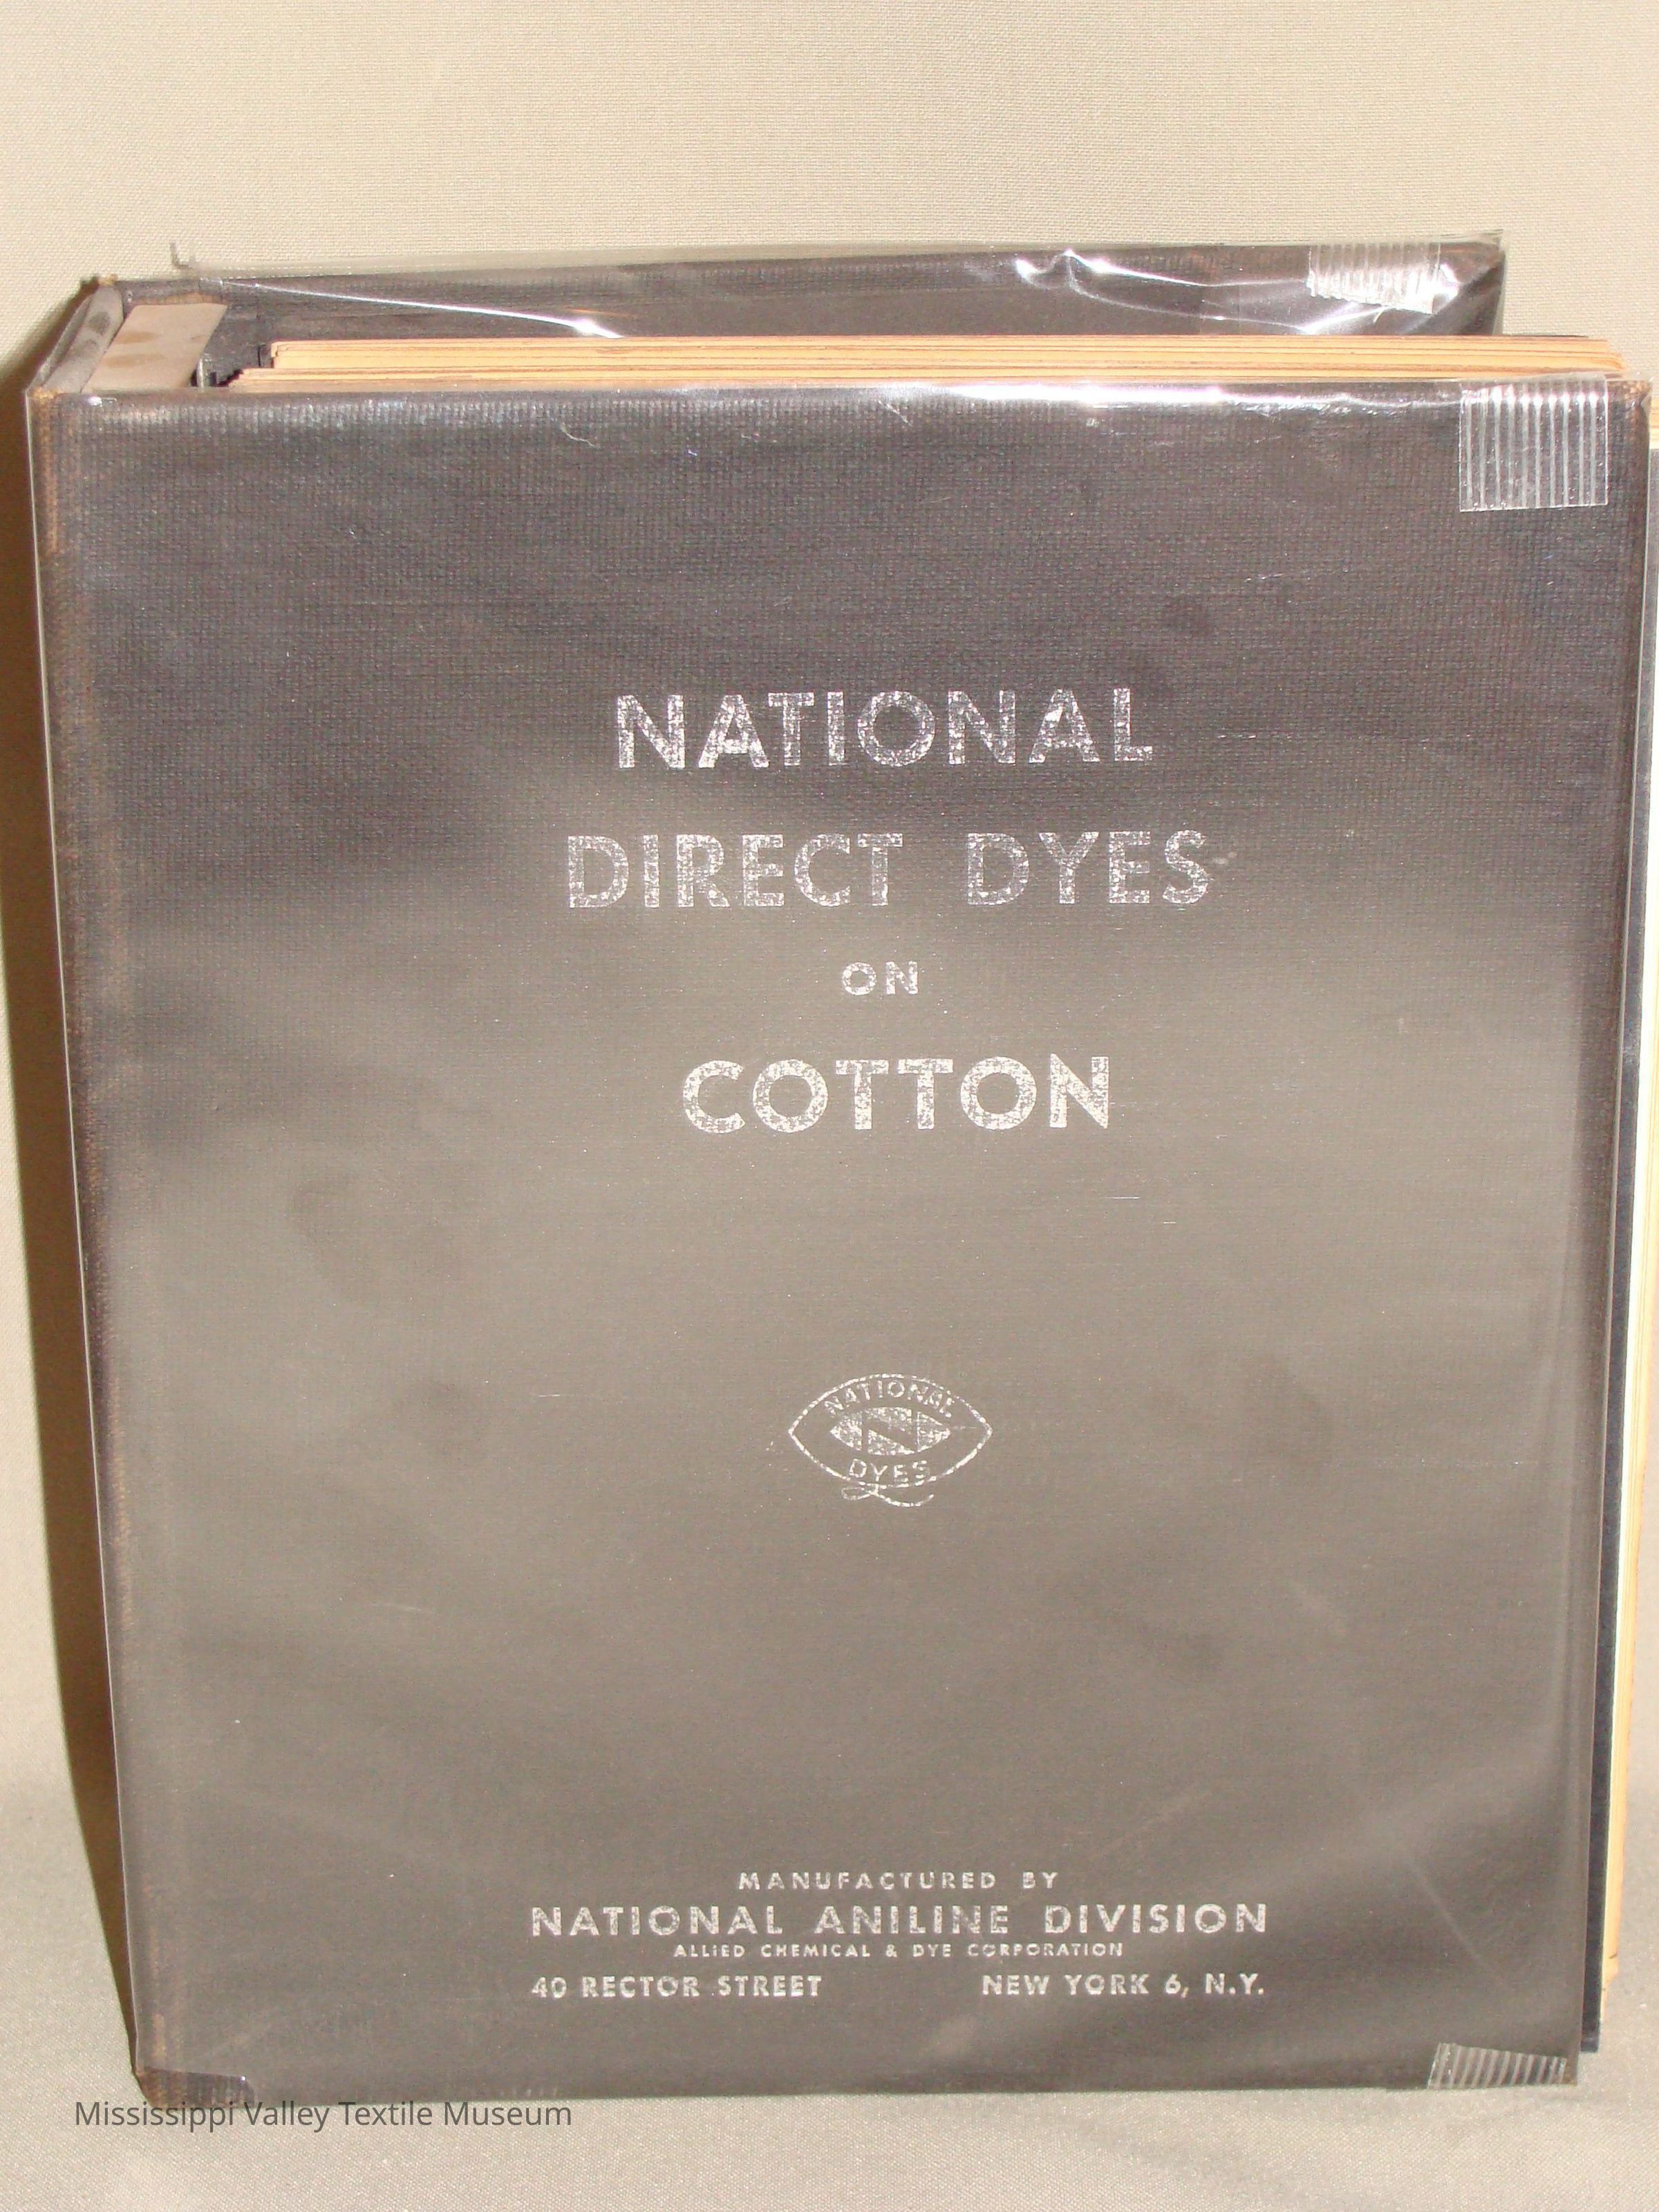 NATIONAL
DIRECT DYES
ON
COTTON
NATIONAL
N
DYES
MANUFACTURED BY
NATIONAL ANILINE DIVISION
ALLIED CHEMICAL & DYE CORPORATION
40 RECTOR STREET NEW YORK 6, N.Y.
Mississippi Valley Textile Museum